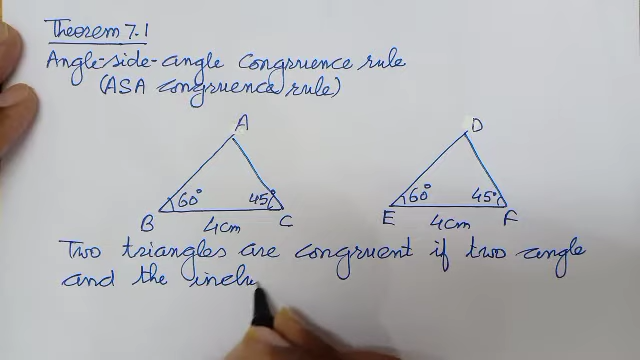 Theorem 7.1
Angle-side-angle congruence rule
(ASA congruence rule)
A
D
60° 45°
60° 45°
B 4cm C
E 4cm F
Two triangles are congruent if two angle
and the inclu